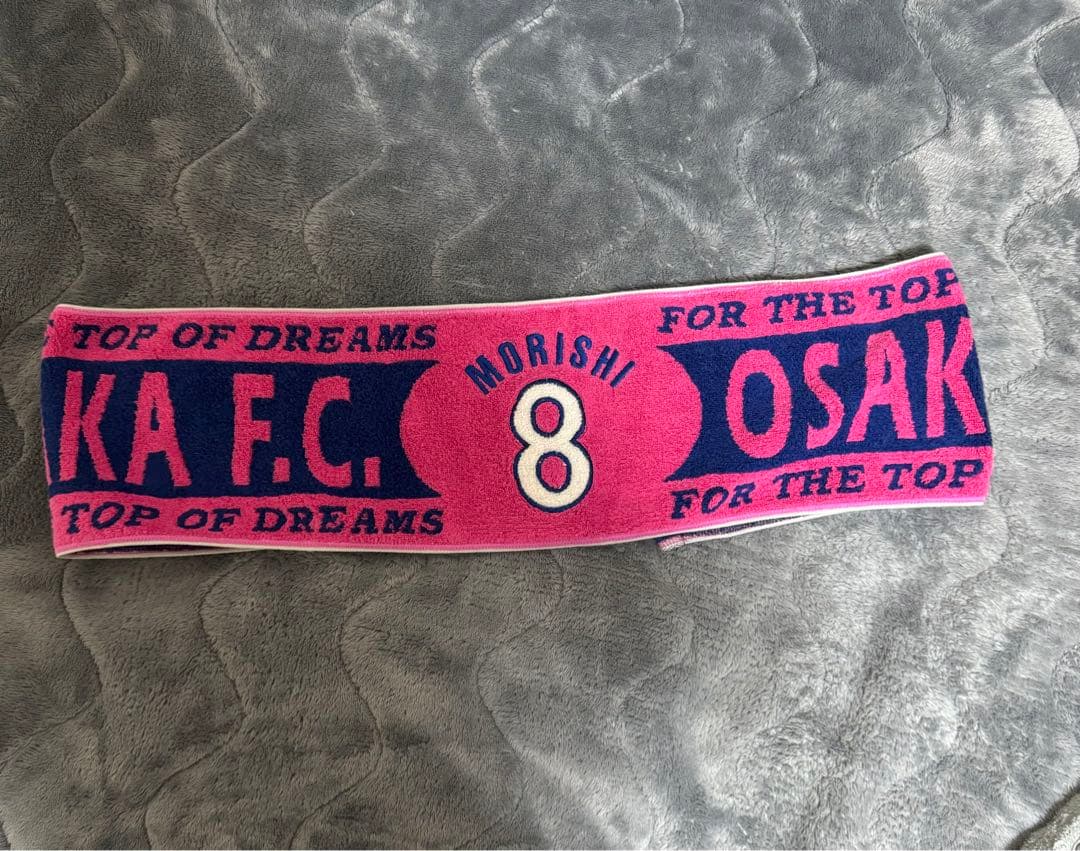 TOP OF DREAMS
KA F.C.
TOP OF DREAMS
MORISHI
8
FOR THE TOP
OSAK
FOR THE TOP